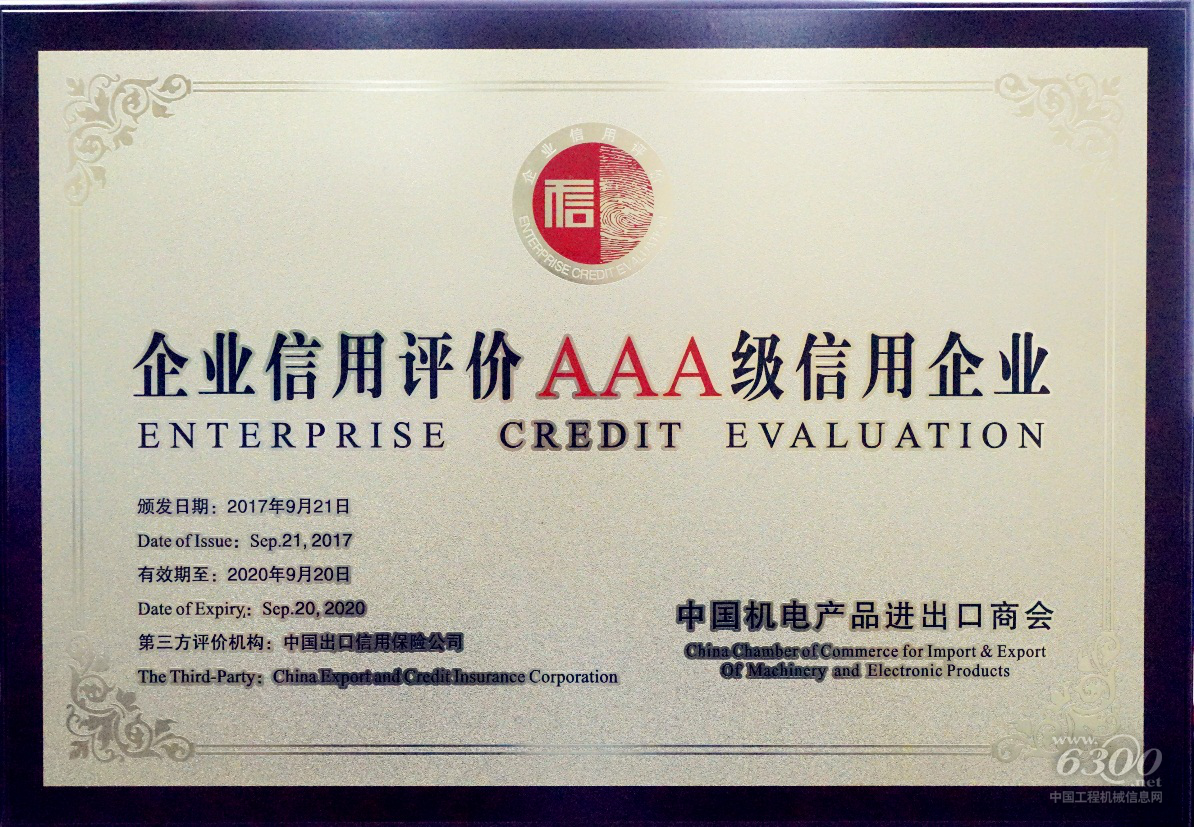 企业信用评
信
ENTERPRISE CREDIT EVALUATION
企业信用评价AAA级信用企业
ENTERPRISE CREDIT EVALUATION
颁发日期：2017年9月21日
Date of Issue：Sep.21, 2017
有效期至：2020年9月20日
Date of Expiry：Sep.20, 2020
第三方评价机构：中国出口信用保险公司
The Third-Party：China Export and Credit Insurance Corporation
中国机电产品进出口商会
China Chamber of Commerce for Import & Export
Of Machinery and Electronic Products
www.
6300
.net
中国工程机械信息网